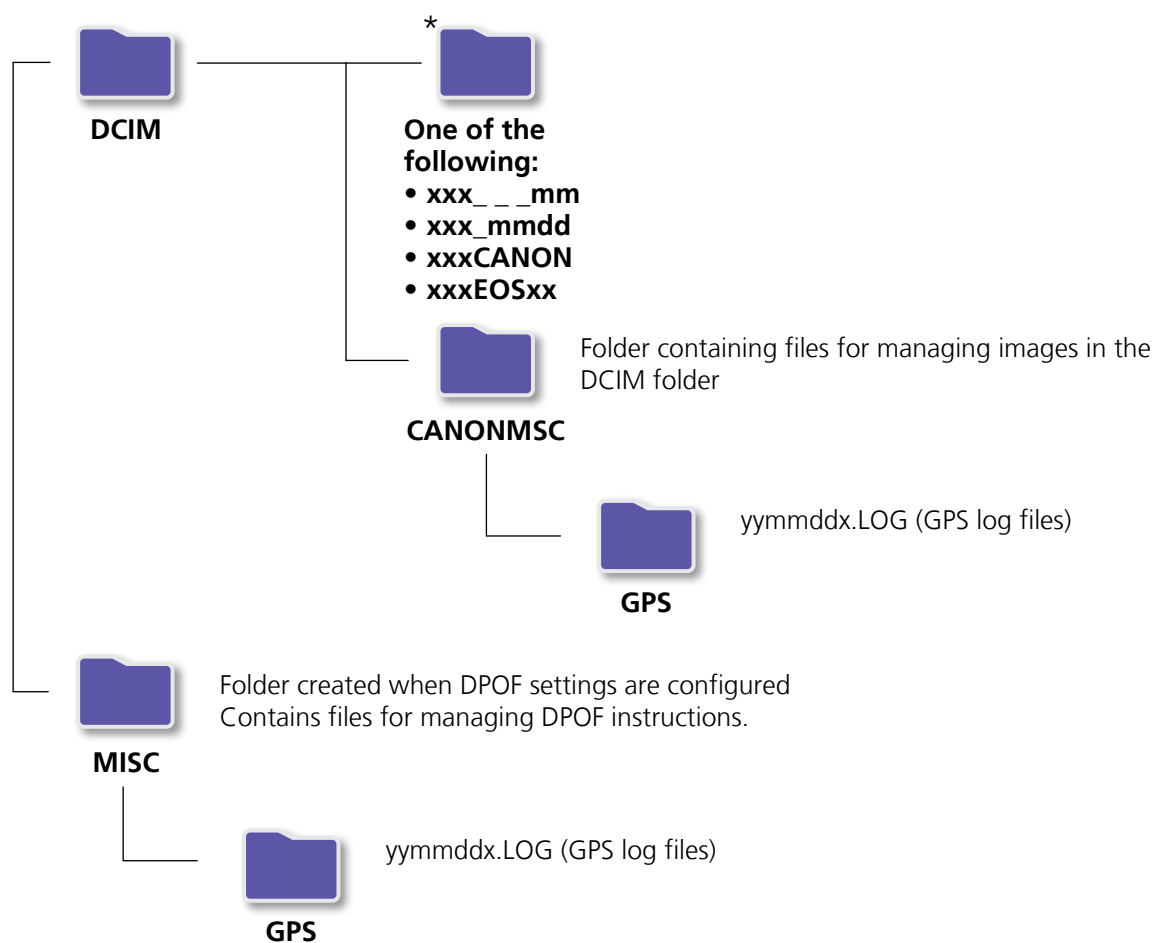 *
DCIM
One of the
following:
• xxx_ _ _mm
• xxx_mmdd
• xxxCANON
• xxxEOSxx
Folder containing files for managing images in the
DCIM folder
CANONMSC
yymmddx.LOG (GPS log files)
GPS
Folder created when DPOF settings are configured
Contains files for managing DPOF instructions.
MISC
yymmddx.LOG (GPS log files)
GPS